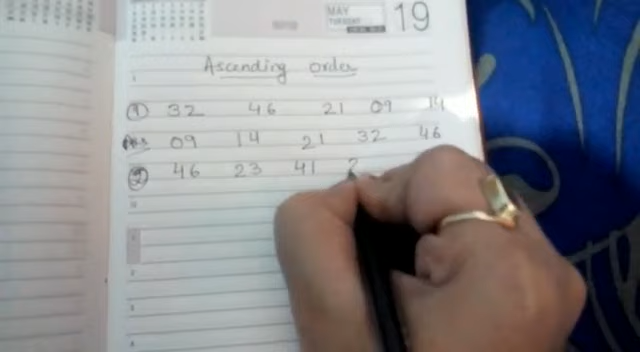 MAY
TUESDAY
19
Ascending order
① 32 46 21 09 14
Ans 09 14 21 32 46
② 46 23 41 2